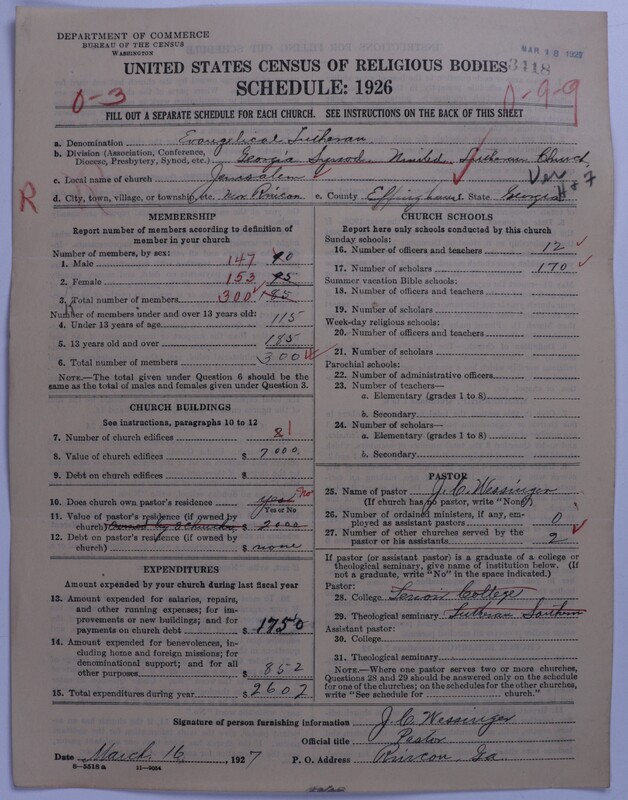 DEPARTMENT OF COMMERCE
BUREAU OF THE CENSUS
WASHINGTON
MAR 18 1927
3418
UNITED STATES CENSUS OF RELIGIOUS BODIES
SCHEDULE: 1926
0-3
0-9-9
FILL OUT A SEPARATE SCHEDULE FOR EACH CHURCH. SEE INSTRUCTIONS ON THE BACK OF THIS SHEET
a. Denomination Evangelical Lutheran
b. Division (Association, Conference, Diocese, Presbytery, Synod, etc.) Georgia Synod. United Lutheran Church
c. Local name of church Jerusalem
R
d. City, town, village, or township, etc. near Rincon e. County Effingham State Georgia
MEMBERSHIP
Report number of members according to definition of member in your church
Number of members, by sex:
1. Male 147 90
2. Female 153 95
3. Total number of members 300 185
Number of members under and over 13 years old:
4. Under 13 years of age 115
5. 13 years old and over 185
6. Total number of members 300
NOTE.—The total given under Question 6 should be the same as the total of males and females given under Question 3.
CHURCH BUILDINGS
See instructions, paragraphs 10 to 12
7. Number of church edifices 2 1
8. Value of church edifices $ 7000.
9. Debt on church edifices $
10. Does church own pastor's residence yes no
Yes or No
11. Value of pastor's residence (if owned by church) owned by 3 churches $ 2000
12. Debt on pastor's residence (if owned by church) $ none
EXPENDITURES
Amount expended by your church during last fiscal year
13. Amount expended for salaries, repairs, and other running expenses; for improvements or new buildings; and for payments on church debt $ 1750
14. Amount expended for benevolences, including home and foreign missions; for denominational support; and for all other purposes $ 852
15. Total expenditures during year $ 2602
CHURCH SCHOOLS
Report here only schools conducted by this church
Sunday schools:
16. Number of officers and teachers 12
17. Number of scholars 170
Summer vacation Bible schools:
18. Number of officers and teachers
19. Number of scholars
Week-day religious schools:
20. Number of officers and teachers
21. Number of scholars
Parochial schools:
22. Number of administrative officers
23. Number of teachers—
a. Elementary (grades 1 to 8)
b. Secondary
24. Number of scholars—
a. Elementary (grades 1 to 8)
b. Secondary
PASTOR
25. Name of pastor J. C. Wessinger
(If church has no pastor, write "None")
26. Number of ordained ministers, if any, employed as assistant pastors 0
27. Number of other churches served by the pastor or his assistants 2
If pastor (or assistant pastor) is a graduate of a college or theological seminary, give name of institution below. (If not a graduate, write "No" in the space indicated.)
Pastor:
28. College Lenoir College
29. Theological seminary Lutheran Southern
Assistant pastor:
30. College
31. Theological seminary
NOTE.—Where one pastor serves two or more churches, Questions 28 and 29 should be answered only on the schedule for one of the churches; on the schedules for the other churches, write "See schedule for church."
Signature of person furnishing information J. C. Wessinger
Official title Pastor
Date March 16, 1927 P. O. Address Rincon Ga.
8-5515a 11-9054